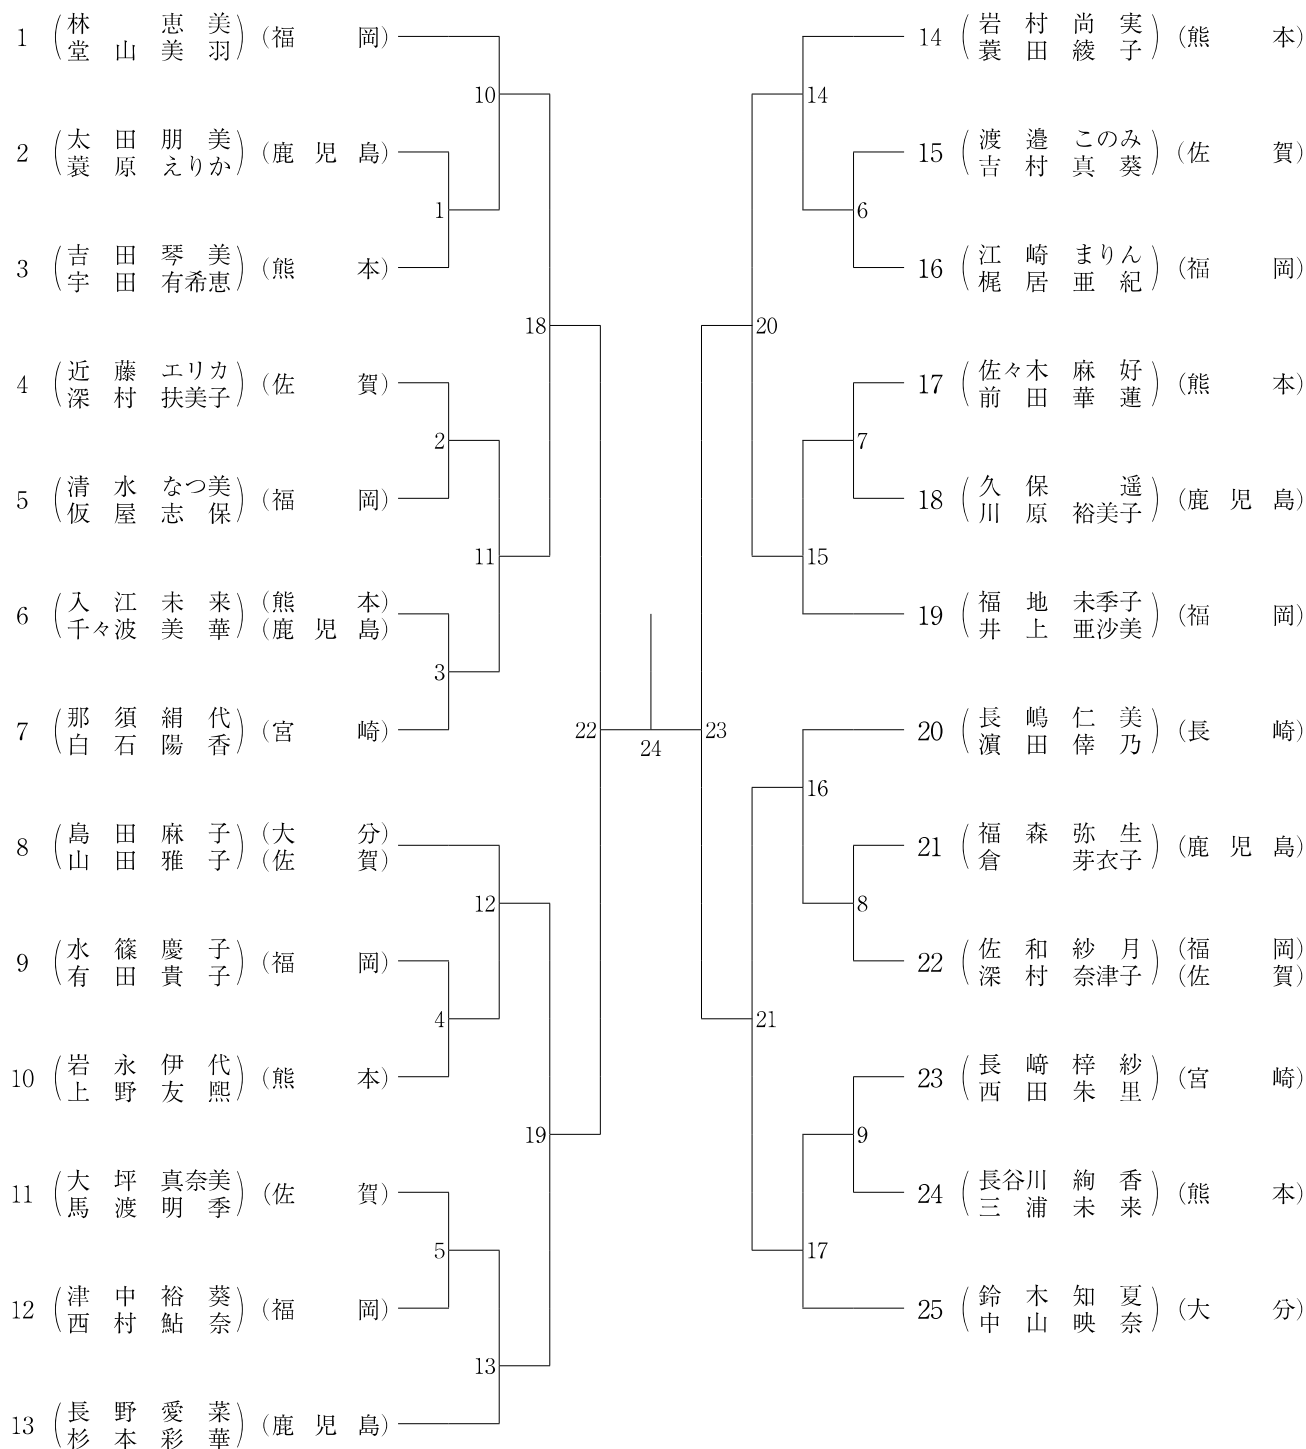 1 (林 恵美 (福岡)
堂山美羽)
10
2 (太田朋美 (鹿児島)
蓑原えりか)
1
3 (吉田琴美 (熊本)
宇田有希恵)
18
4 (近藤エリカ (佐賀)
深村扶美子)
2
5 (清水なつ美 (福岡)
仮屋志保)
11
6 (入江未来 (熊本)
千々波美華) (鹿児島)
3
7 (那須絹代 (宮崎)
白石陽香)
22
24
23
8 (島田麻子 (大分)
山田雅子) (佐賀)
12
9 (水篠慶子 (福岡)
有田貴子)
4
10 (岩永伊代 (熊本)
上野友熙)
19
11 (大坪真奈美 (佐賀)
馬渡明季)
5
12 (津中裕葵 (福岡)
西村鮎奈)
13
13 (長野愛菜 (鹿児島)
杉本彩華)
14 (岩村尚実 (熊本)
蓑田綾子)
14
15 (渡邉このみ (佐賀)
吉村真葵)
6
16 (江崎まりん (福岡)
梶居亜紀)
20
17 (佐々木麻好 (熊本)
前田華蓮)
7
18 (久保 遥 (鹿児島)
川原裕美子)
15
19 (福地未季子 (福岡)
井上亜沙美)
20 (長嶋仁美 (長崎)
濵田倖乃)
16
21 (福森弥生 (鹿児島)
倉 芽衣子)
8
22 (佐和紗月 (福岡)
深村奈津子) (佐賀)
21
23 (長﨑梓紗 (宮崎)
西田朱里)
9
24 (長谷川絢香 (熊本)
三浦未来)
17
25 (鈴木知夏 (大分)
中山映奈)